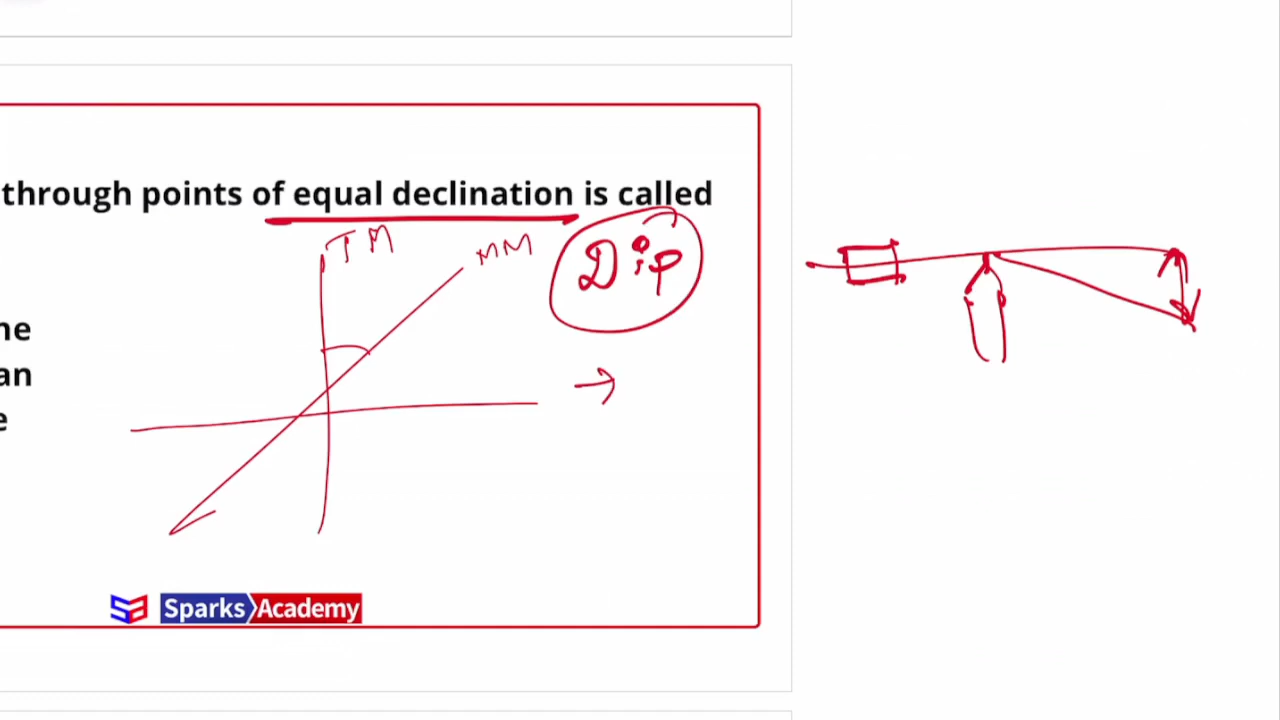 through points of equal declination is called
TM
MM
Dip
ne
an
e
Sparks Academy